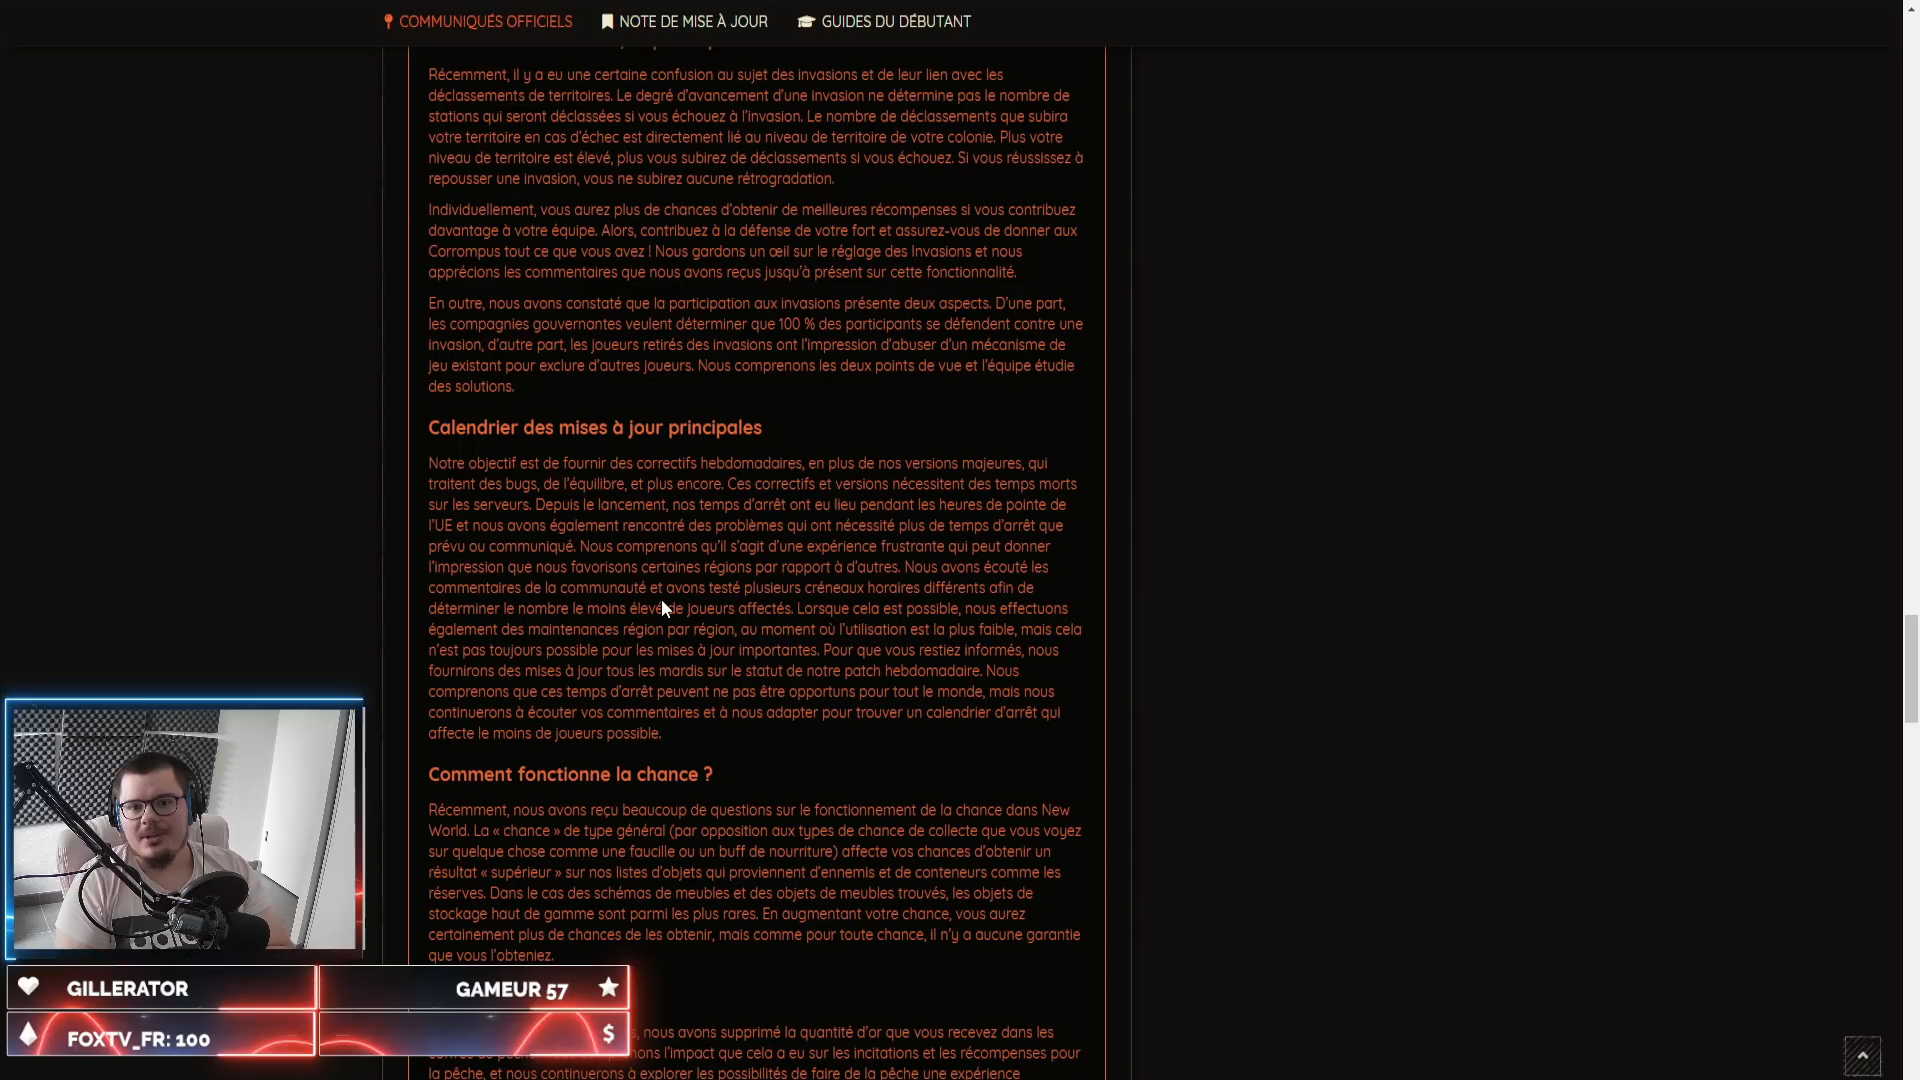 COMMUNIQUÉS OFFICIELS NOTE DE MISE À JOUR GUIDES DU DÉBUTANT
Récemment, il y a eu une certaine confusion au sujet des invasions et de leur lien avec les
déclassements de territoires. Le degré d'avancement d'une invasion ne détermine pas le nombre de
stations qui seront déclassées si vous échouez à l'invasion. Le nombre de déclassements que subira
votre territoire en cas d'échec est directement lié au niveau de territoire de votre colonie. Plus votre
niveau de territoire est élevé, plus vous subirez de déclassements si vous échouez. Si vous réussissez à
repousser une invasion, vous ne subirez aucune rétrogradation.
Individuellement, vous aurez plus de chances d'obtenir de meilleures récompenses si vous contribuez
davantage à votre équipe. Alors, contribuez à la défense de votre fort et assurez-vous de donner aux
Corrompus tout ce que vous avez ! Nous gardons un œil sur le réglage des Invasions et nous
apprécions les commentaires que nous avons reçus jusqu'à présent sur cette fonctionnalité.
En outre, nous avons constaté que la participation aux invasions présente deux aspects. D'une part,
les compagnies gouvernantes veulent déterminer que 100 % des participants se défendent contre une
invasion, d'autre part, les joueurs retirés des invasions ont l'impression d'abuser d'un mécanisme de
jeu existant pour exclure d'autres joueurs. Nous comprenons les deux points de vue et l'équipe étudie
des solutions.
Calendrier des mises à jour principales
Notre objectif est de fournir des correctifs hebdomadaires, en plus de nos versions majeures, qui
traitent des bugs, de l'équilibre, et plus encore. Ces correctifs et versions nécessitent des temps morts
sur les serveurs. Depuis le lancement, nos temps d'arrêt ont eu lieu pendant les heures de pointe de
l'UE et nous avons également rencontré des problèmes qui ont nécessité plus de temps d'arrêt que
prévu ou communiqué. Nous comprenons qu'il s'agit d'une expérience frustrante qui peut donner
l'impression que nous favorisons certaines régions par rapport à d'autres. Nous avons écouté les
commentaires de la communauté et avons testé plusieurs créneaux horaires différents afin de
déterminer le nombre le moins élevé de joueurs affectés. Lorsque cela est possible, nous effectuons
également des maintenances région par région, au moment où l'utilisation est la plus faible, mais cela
n'est pas toujours possible pour les mises à jour importantes. Pour que vous restiez informés, nous
fournirons des mises à jour tous les mardis sur le statut de notre patch hebdomadaire. Nous
comprenons que ces temps d'arrêt peuvent ne pas être opportuns pour tout le monde, mais nous
continuerons à écouter vos commentaires et à nous adapter pour trouver un calendrier d'arrêt qui
affecte le moins de joueurs possible.
Comment fonctionne la chance ?
Récemment, nous avons reçu beaucoup de questions sur le fonctionnement de la chance dans New
World. La « chance » de type général (par opposition aux types de chance de collecte que vous voyez
sur quelque chose comme une faucille ou un buff de nourriture) affecte vos chances d'obtenir un
résultat « supérieur » sur nos listes d'objets qui proviennent d'ennemis et de conteneurs comme les
réserves. Dans le cas des schémas de meubles et des objets de meubles trouvés, les objets de
stockage haut de gamme sont parmi les plus rares. En augmentant votre chance, vous aurez
certainement plus de chances de les obtenir, mais comme pour toute chance, il n'y a aucune garantie
que vous l'obteniez.
nous avons supprimé la quantité d'or que vous recevez dans les
l'impact que cela a eu sur les incitations et les récompenses pour
la pêche, et nous continuerons à explorer les possibilités de faire de la pêche une expérience
adidas
GILLERATOR
GAMEUR 57
FOXTV_FR: 100
$